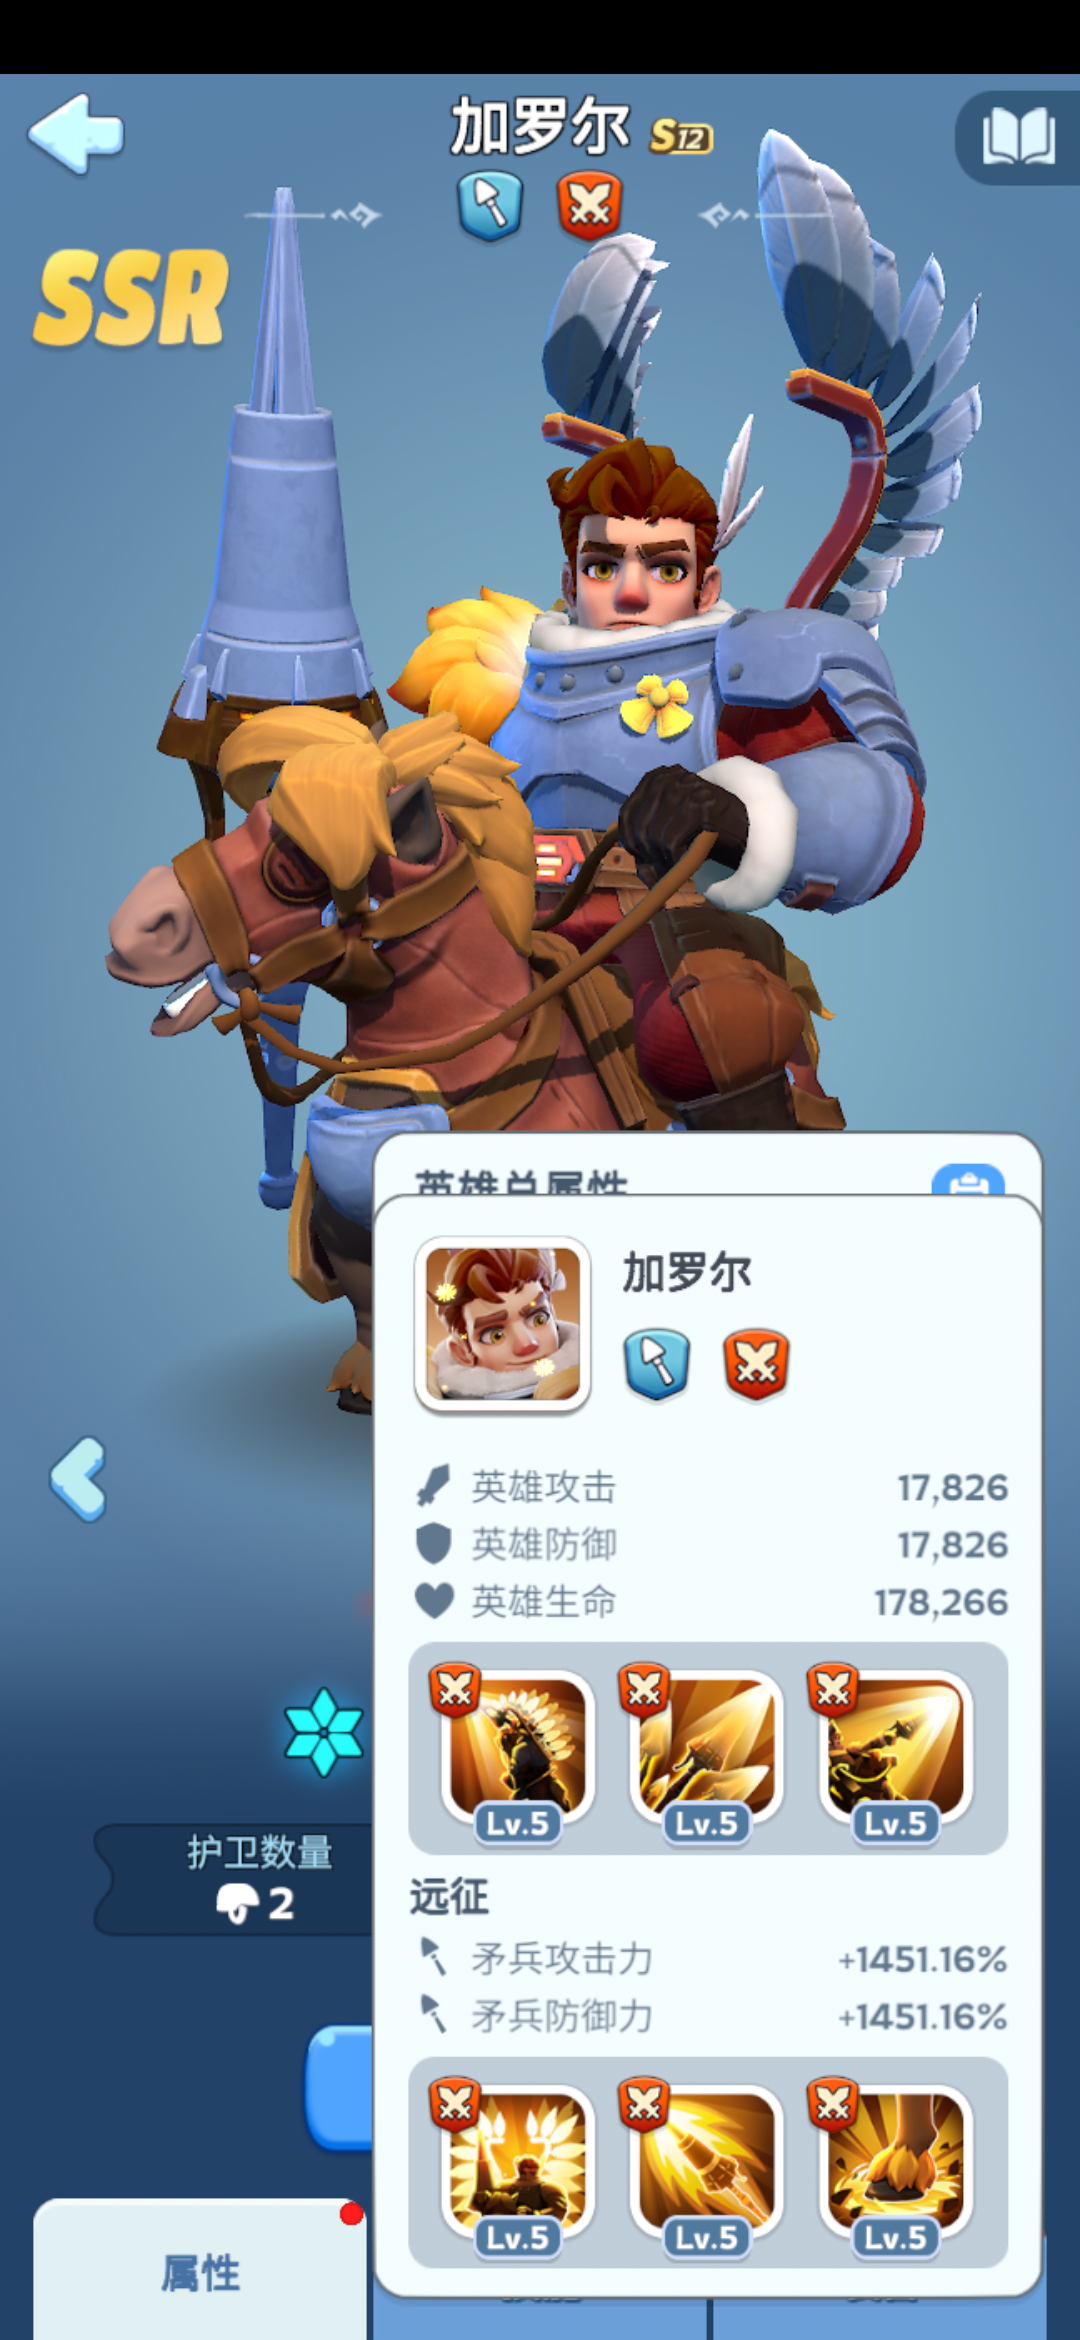 加罗尔 S12
SSR
英雄总属性
加罗尔
英雄攻击 17,826
英雄防御 17,826
英雄生命 178,266
Lv.5 Lv.5 Lv.5
护卫数量
2
远征
矛兵攻击力 +1451.16%
矛兵防御力 +1451.16%
Lv.5 Lv.5 Lv.5
属性